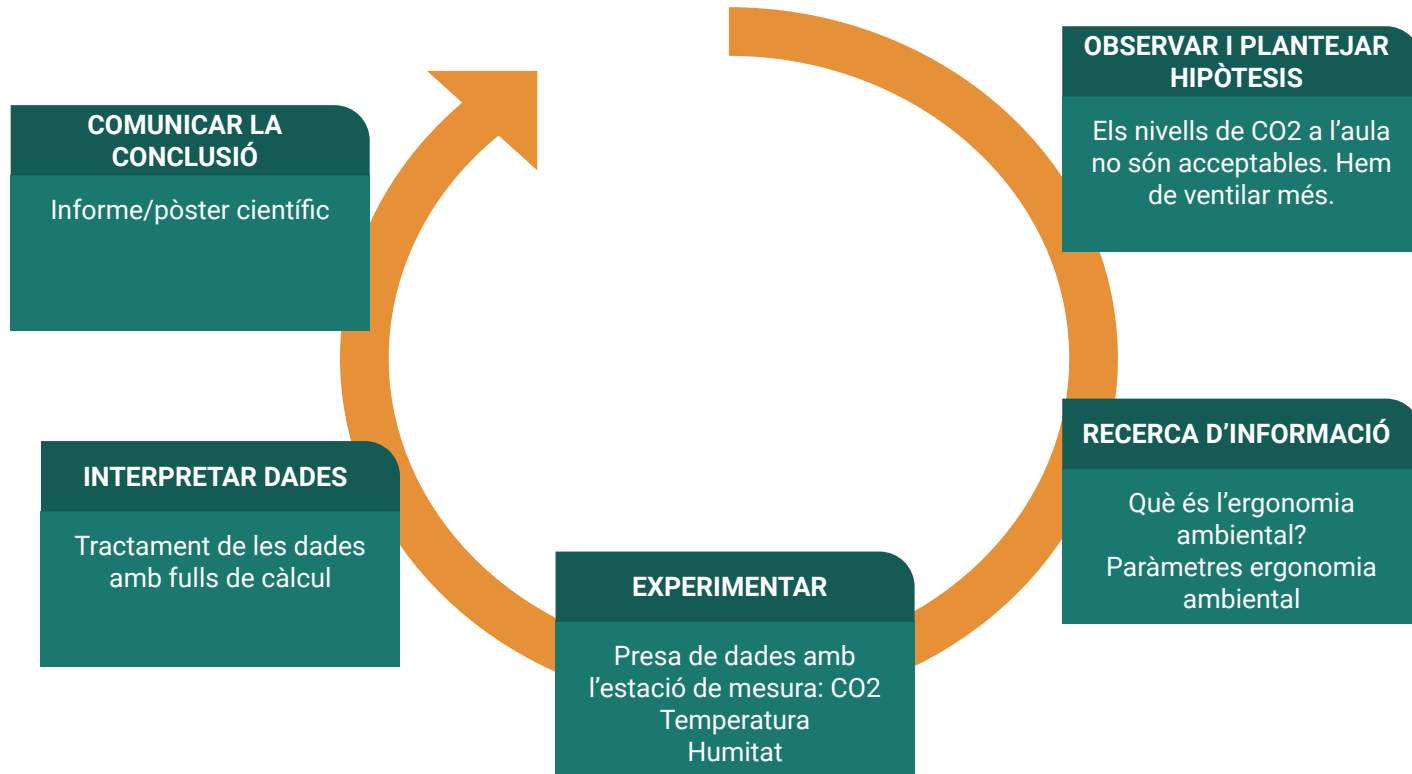 OBSERVAR I PLANTEJAR
HIPÒTESIS
Els nivells de CO2 a l’aula
no són acceptables. Hem
de ventilar més.
RECERCA D’INFORMACIÓ
Què és l’ergonomia
ambiental?
Paràmetres ergonomia
ambiental
EXPERIMENTAR
Presa de dades amb
l’estació de mesura: CO2
Temperatura
Humitat
INTERPRETAR DADES
Tractament de les dades
amb fulls de càlcul
COMUNICAR LA
CONCLUSIÓ
Informe/pòster científic